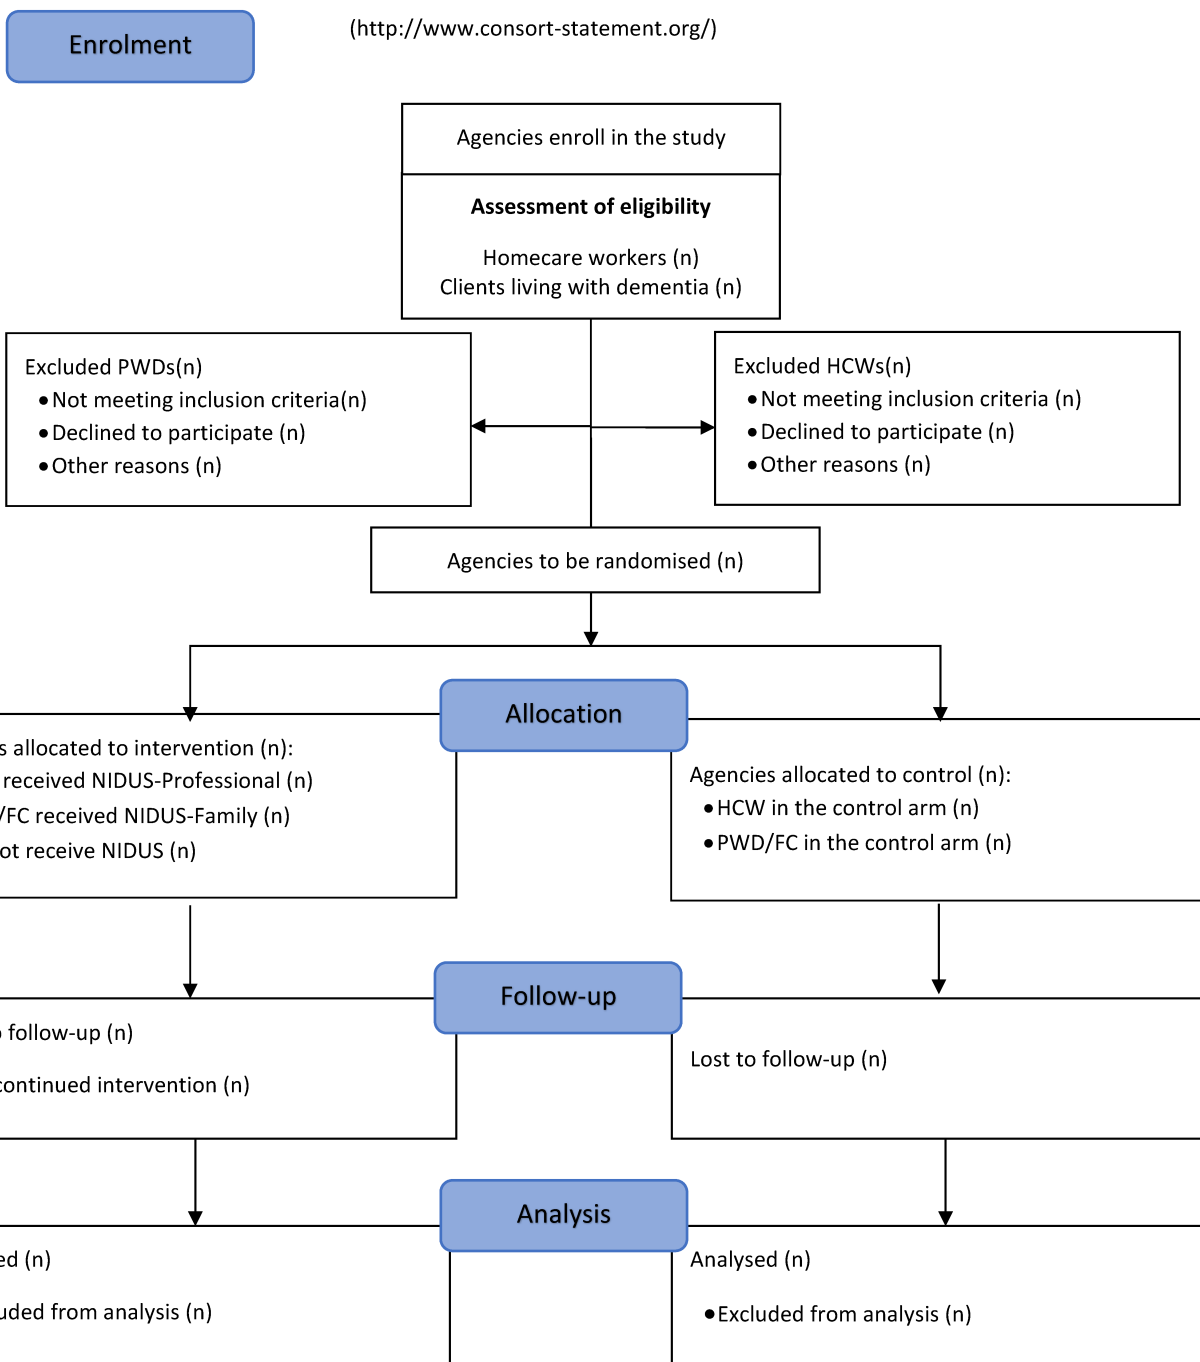 Enrolment
(http://www.consort-statement.org/)
Agencies enroll in the study
Assessment of eligibility
Homecare workers (n)
Clients living with dementia (n)
Excluded PWDs(n)
•Not meeting inclusion criteria(n)
•Declined to participate (n)
•Other reasons (n)
Excluded HCWs(n)
•Not meeting inclusion criteria (n)
•Declined to participate (n)
•Other reasons (n)
Agencies to be randomised (n)
Allocation
allocated to intervention (n):
received NIDUS-Professional (n)
/FC received NIDUS-Family (n)
receive NIDUS (n)
Agencies allocated to control (n):
•HCW in the control arm (n)
•PWD/FC in the control arm (n)
Follow-up
follow-up (n)
continued intervention (n)
Lost to follow-up (n)
Analysis
(n)
from analysis (n)
Analysed (n)
•Excluded from analysis (n)